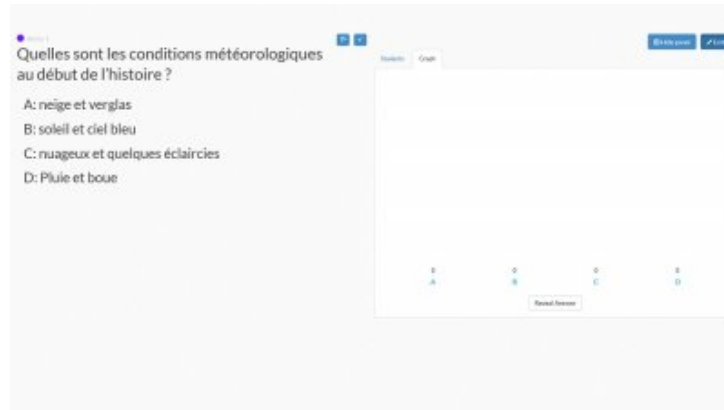 Quelles sont les conditions météorologiques
au début de l'histoire ?
A: neige et verglas
B: soleil et ciel bleu
C: nuageux et quelques éclaircies
D: Pluie et boue
Students Graph
0 0 0 0
A B C D
Reveal Answer